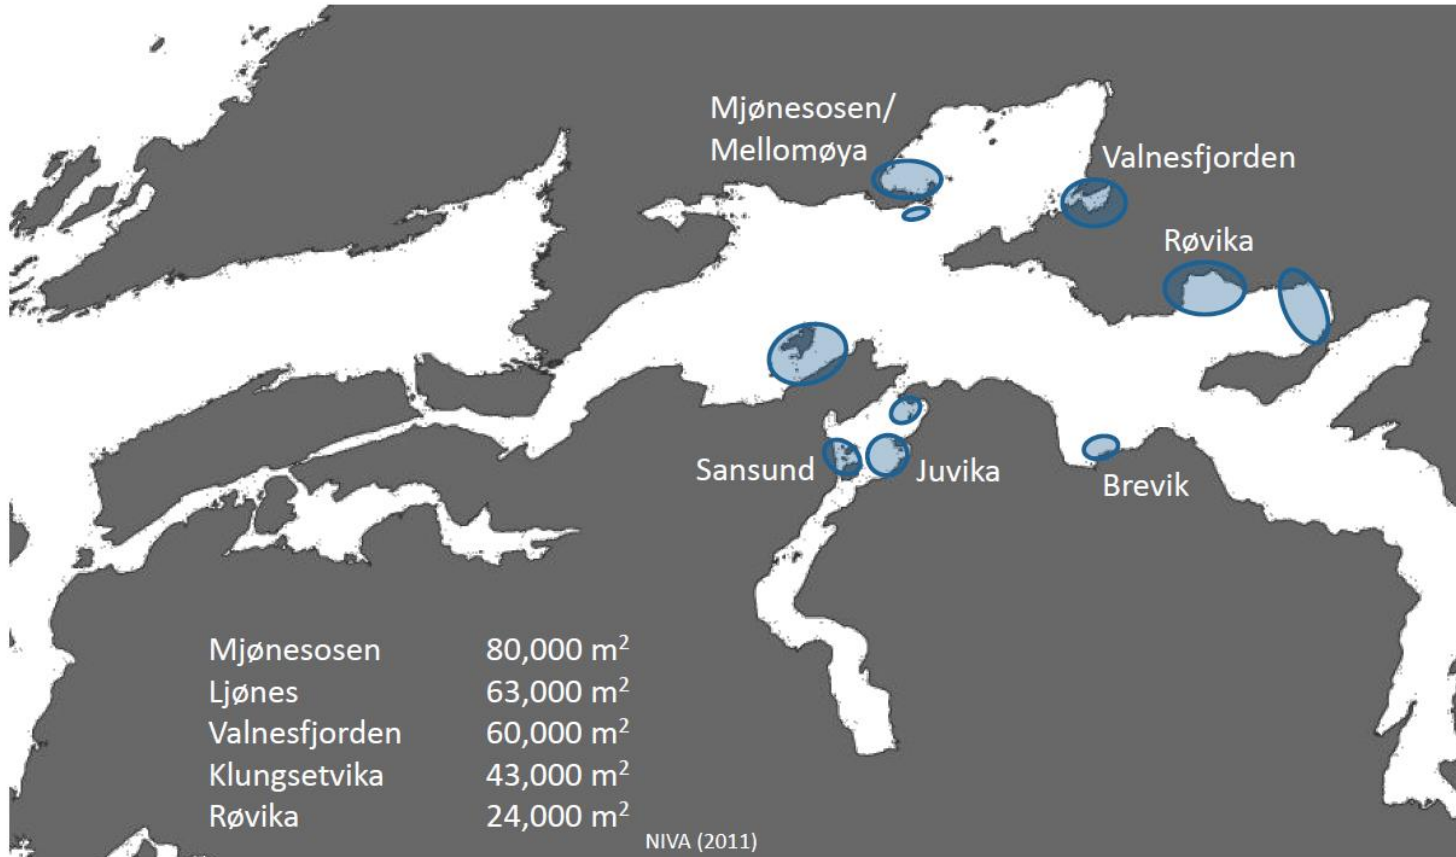 Mjønesosen/
Mellomøya
Valnesfjorden
Røvika
Sansund
Juvika
Brevik
Mjønesosen 80,000 m²
Ljønes 63,000 m²
Valnesfjorden 60,000 m²
Klungsetvika 43,000 m²
Røvika 24,000 m²
NIVA (2011)